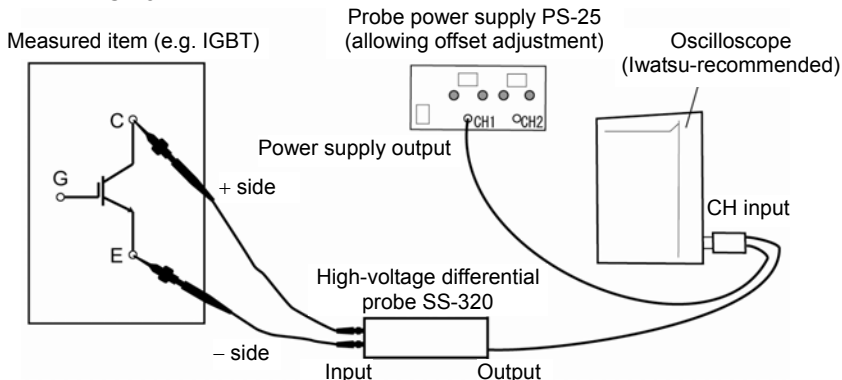 Probe power supply PS-25
(allowing offset adjustment)
Measured item (e.g. IGBT)
Oscilloscope
(Iwatsu-recommended)
C
CH1
CH2
Power supply output
G
+ side
CH input
E
High-voltage differential
probe SS-320
− side
Input
Output